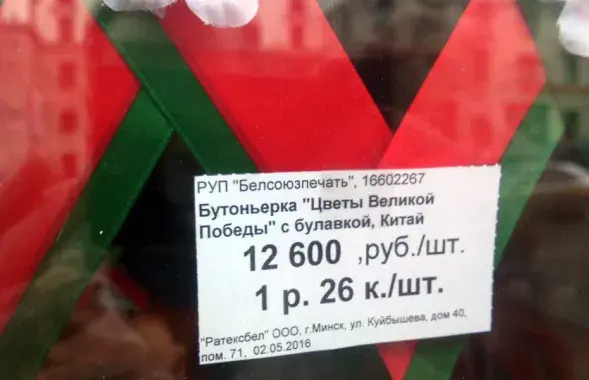 РУП "Белсоюзпечать", 16602267
Бутоньерка "Цветы Великой
Победы" с булавкой, Китай
12 600 ,руб./шт.
1 р. 26 к./шт.
"Ратексбел" ООО, г.Минск, ул. Куйбышева, дом 40,
пом. 71, 02.05.2016